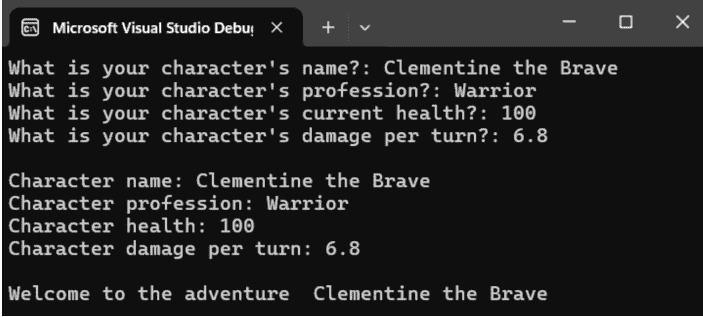 Microsoft Visual Studio Debu
What is your character's name?: Clementine the Brave
What is your character's profession?: Warrior
What is your character's current health?: 100
What is your character's damage per turn?: 6.8
Character name: Clementine the Brave
Character profession: Warrior
Character health: 100
Character damage per turn: 6.8
Welcome to the adventure  Clementine the Brave